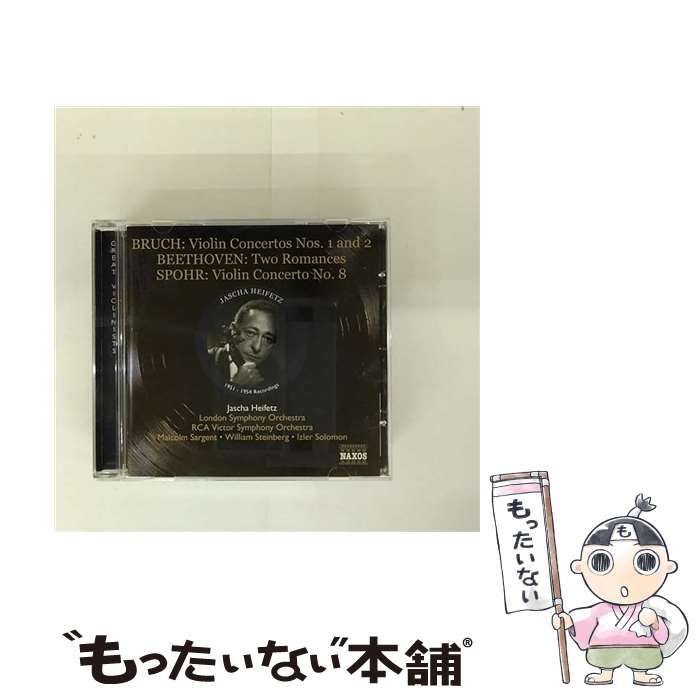 BRUCH: Violin Concertos Nos. 1 and 2
BEETHOVEN: Two Romances
SPOHR: Violin Concerto No. 8
GREAT VIOLINISTS
JASCHA HEIFETZ
1951 - 1954 Recordings
Jascha Heifetz
London Symphony Orchestra
RCA Victor Symphony Orchestra
Malcolm Sargent • William Steinberg • Izler Solomon
NAXOS
もったいない
も
"もったいない本舗®